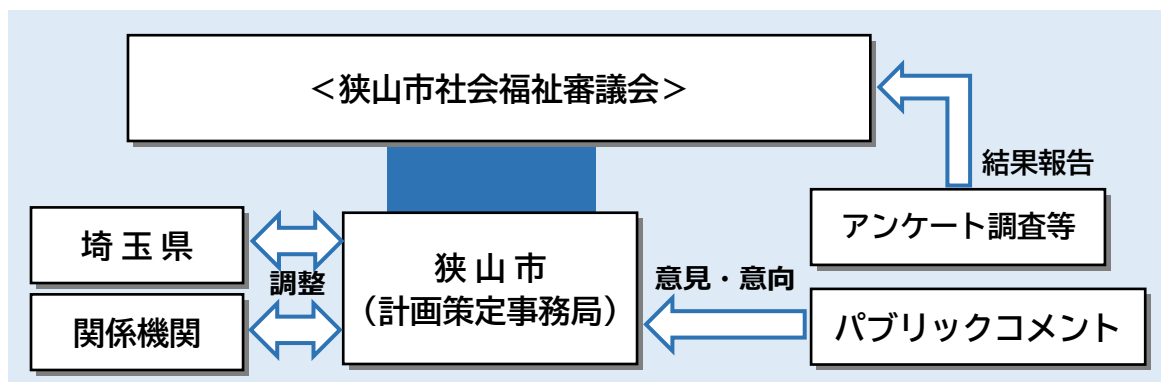 ＜狭山市社会福祉審議会＞
結果報告
アンケート調査等
埼 玉 県
調整
関係機関
狭 山 市
（計画策定事務局）
意見・意向
パブリックコメント